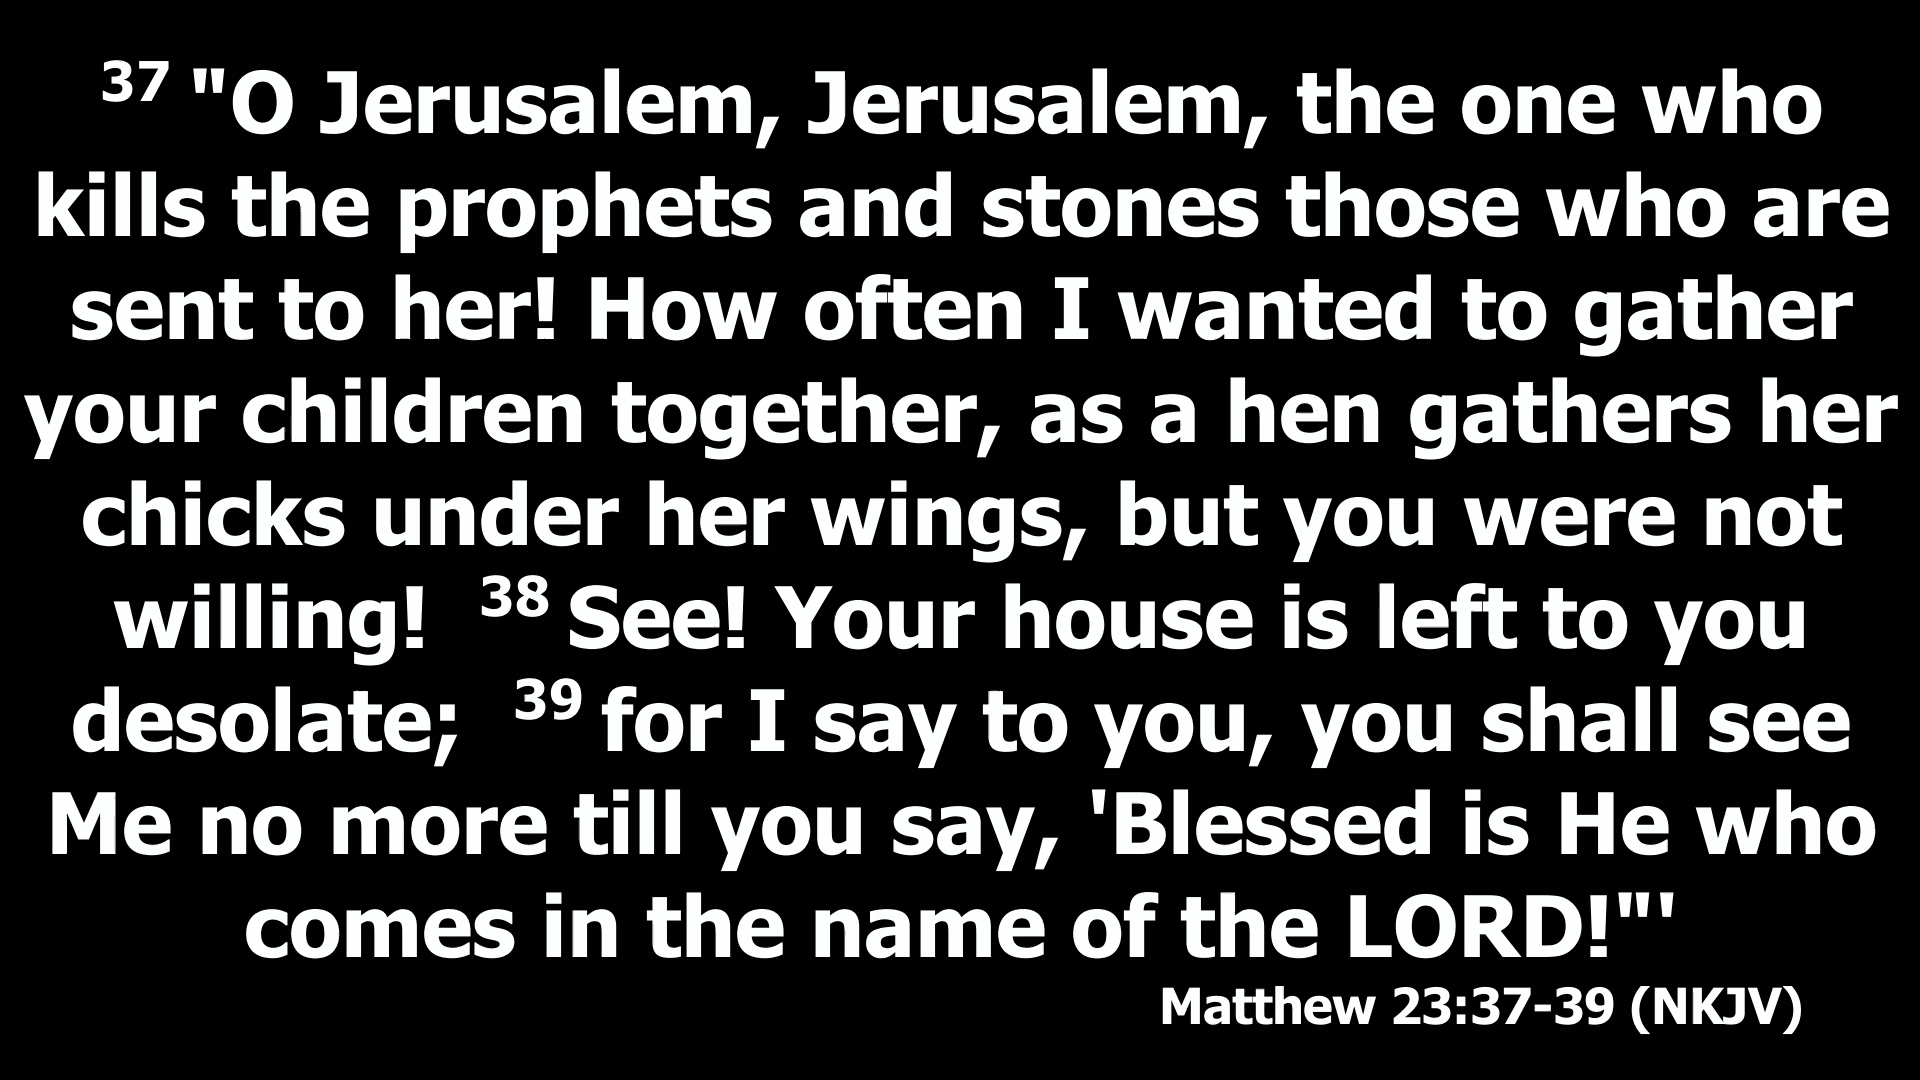 37 "O Jerusalem, Jerusalem, the one who
kills the prophets and stones those who are
sent to her! How often I wanted to gather
your children together, as a hen gathers her
chicks under her wings, but you were not
willing! 38 See! Your house is left to you
desolate; 39 for I say to you, you shall see
Me no more till you say, 'Blessed is He who
comes in the name of the LORD!"'
Matthew 23:37-39 (NKJV)